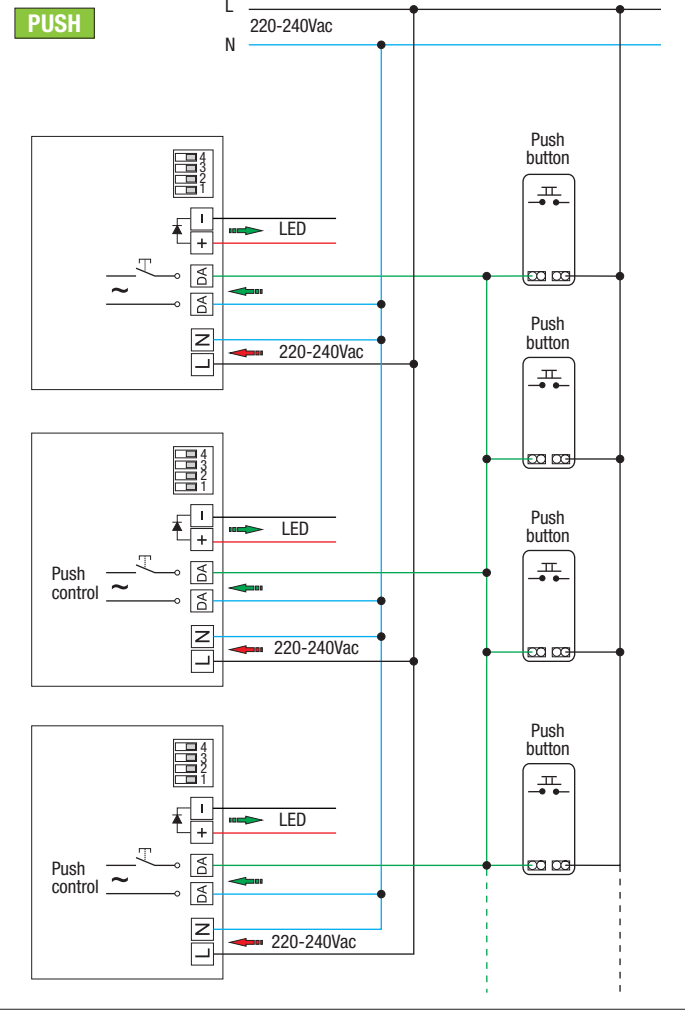 PUSH
L
220-240Vac
N
Push
button
4
3
2
1
-
+
LED
DA
~
DA
N
L
220-240Vac
Push
button
Push
button
4
3
2
1
-
+
LED
Push
control
~
DA
DA
N
L
220-240Vac
Push
button
4
3
2
1
-
+
LED
Push
control
~
DA
DA
N
L
220-240Vac